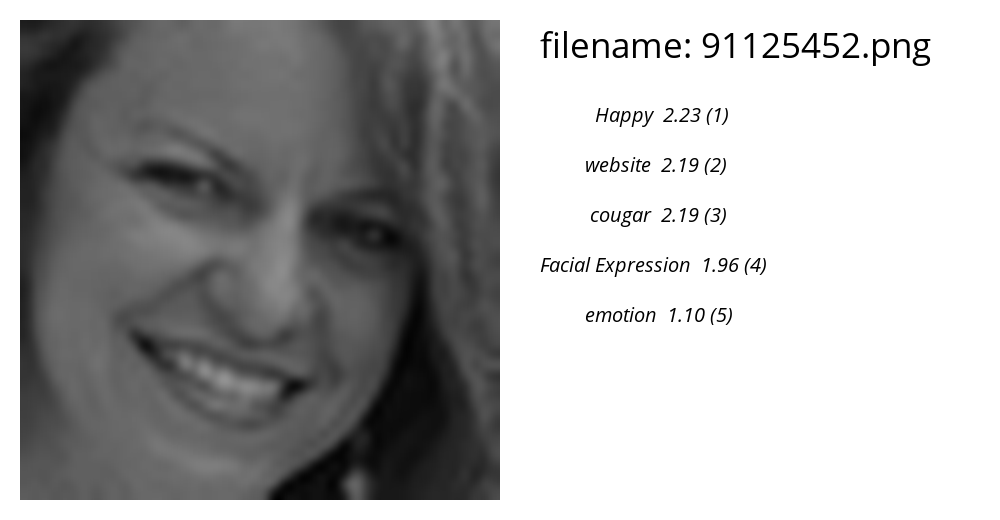 filename: 91125452.png
Happy 2.23 (1)
website 2.19 (2)
cougar 2.19 (3)
Facial Expression 1.96 (4)
emotion 1.10 (5)